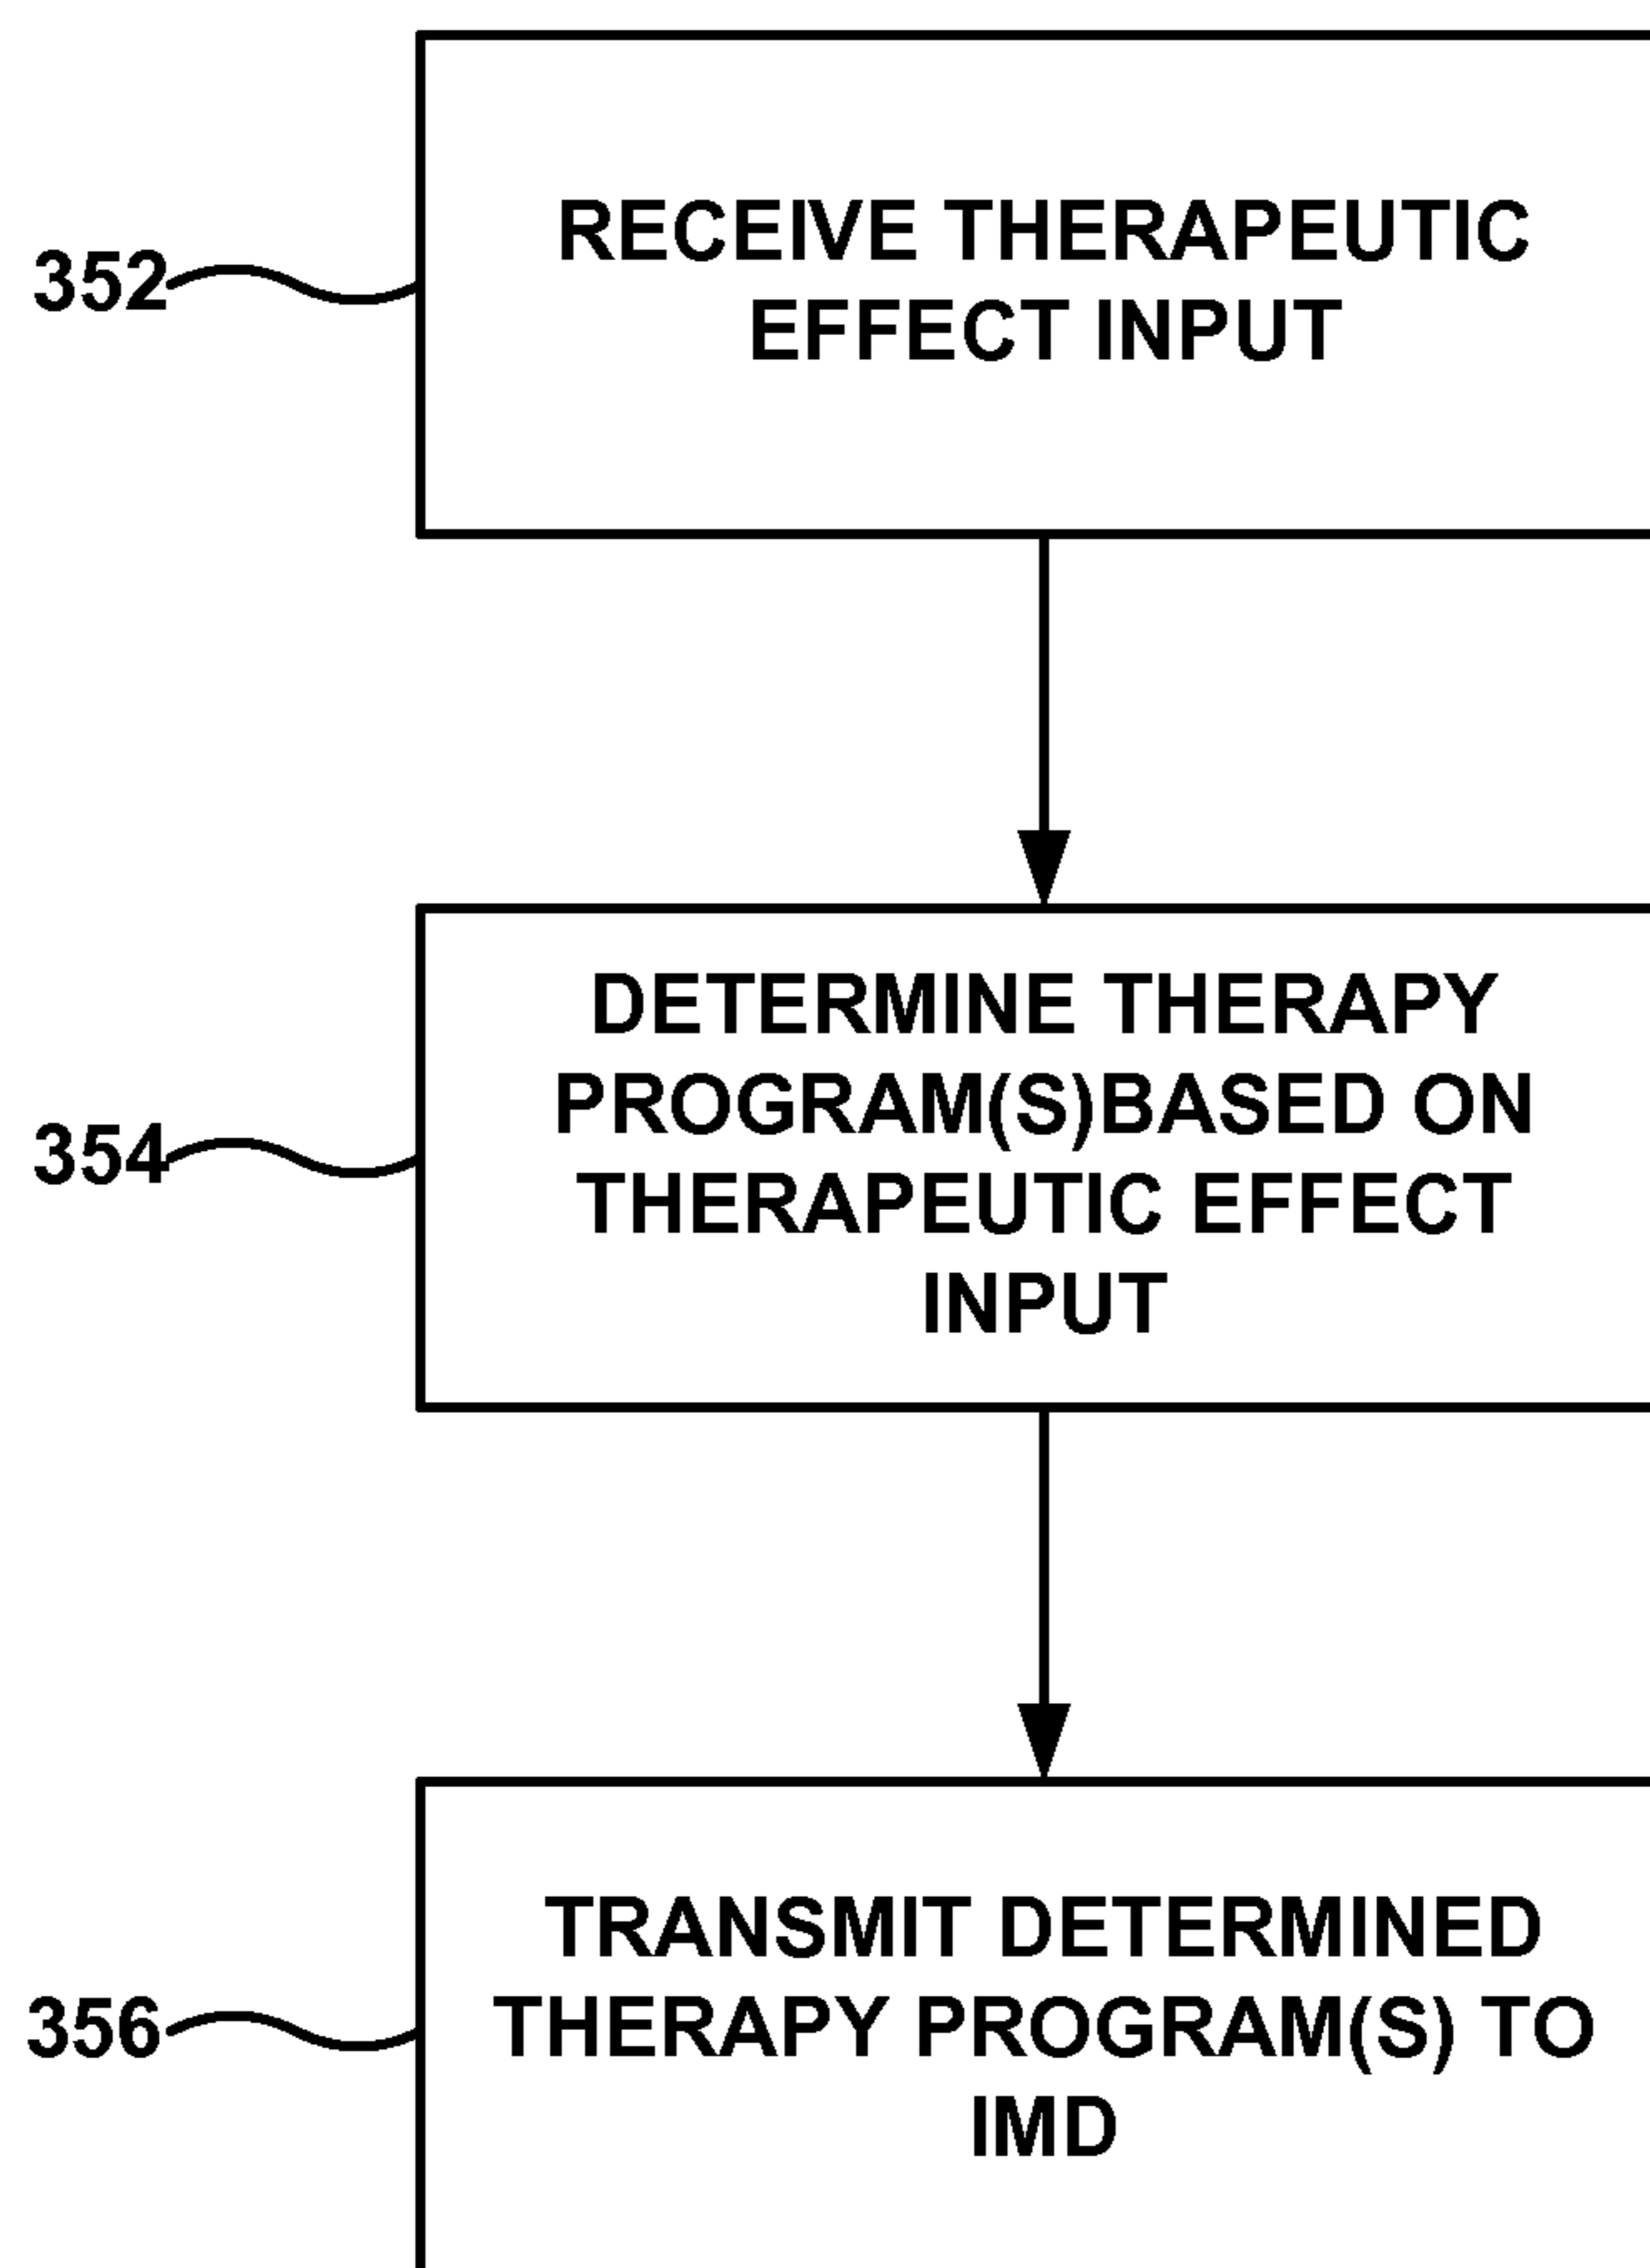 352
RECEIVE THERAPEUTIC
EFFECT INPUT
354
DETERMINE THERAPY
PROGRAM(S)BASED ON
THERAPEUTIC EFFECT
INPUT
356
TRANSMIT DETERMINED
THERAPY PROGRAM(S) TO
IMD